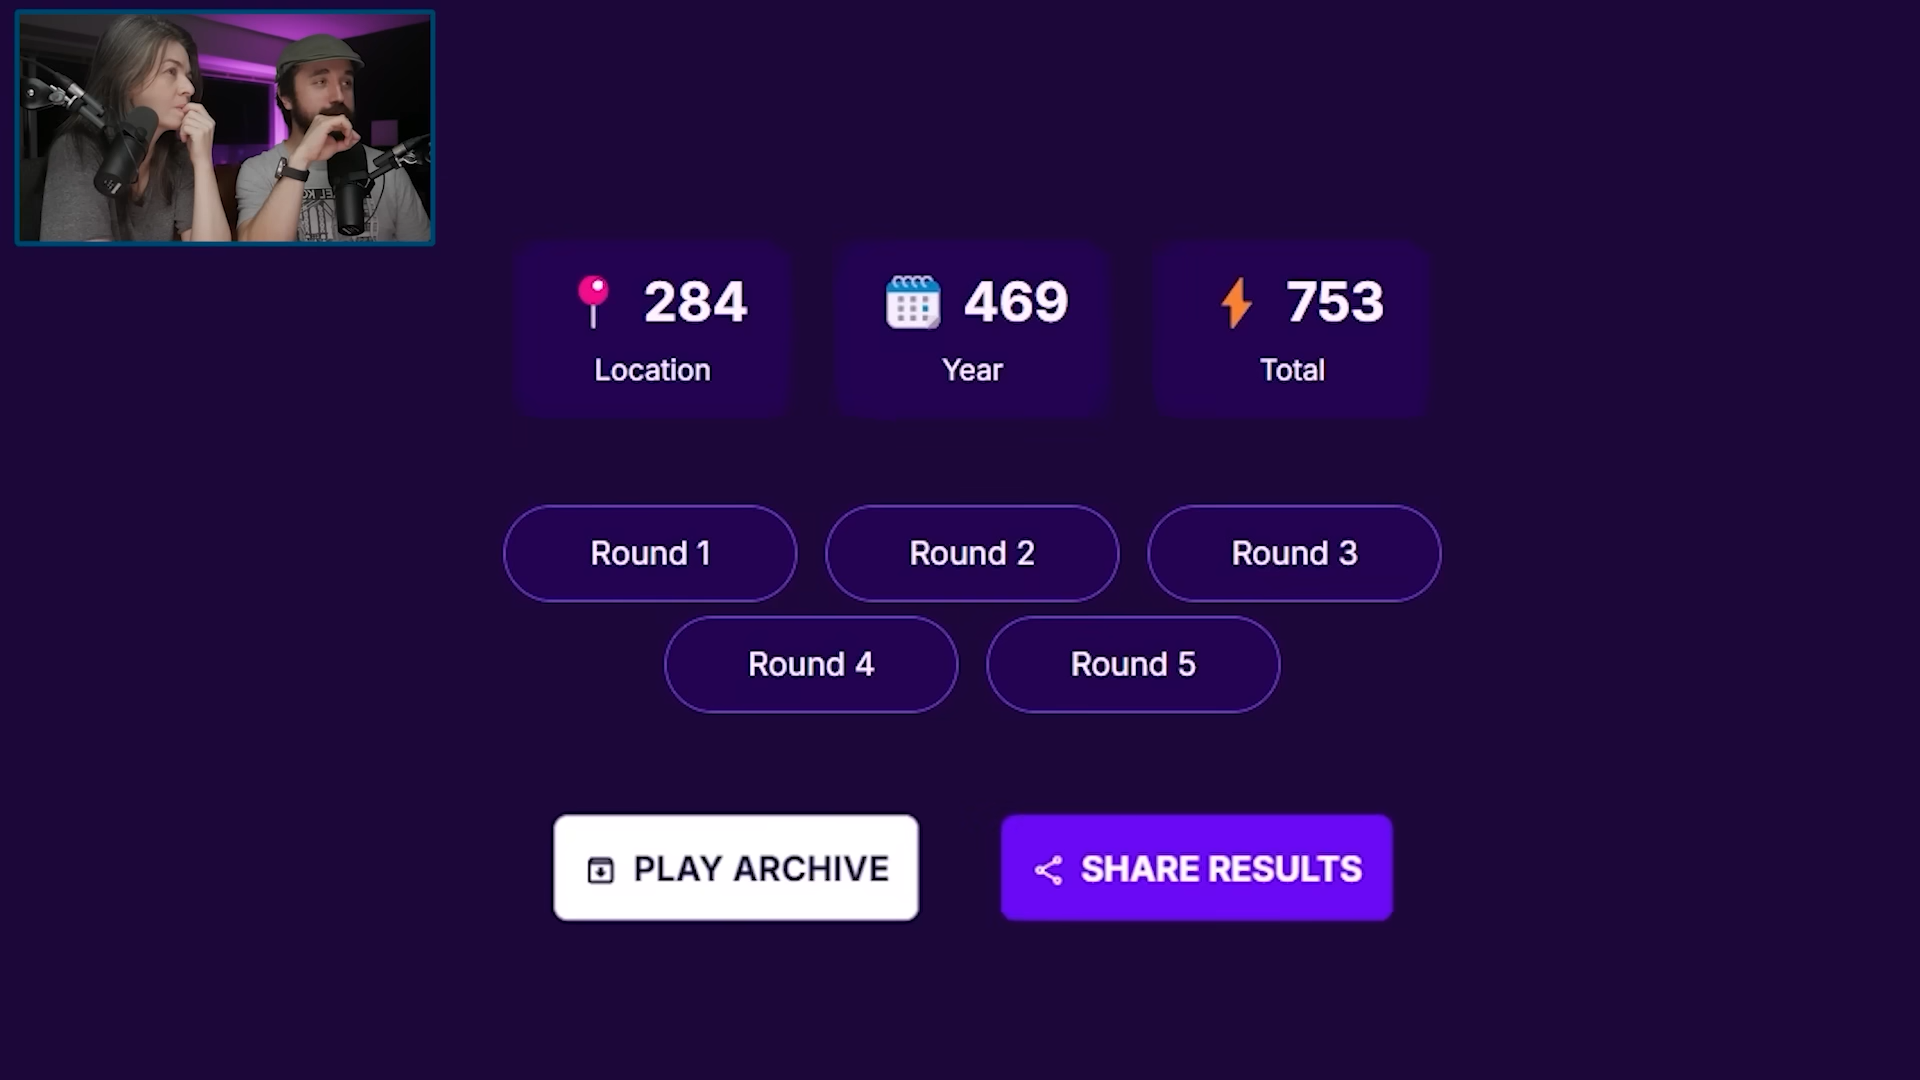 284
Location
469
Year
753
Total
Round 1
Round 2
Round 3
Round 4
Round 5
PLAY ARCHIVE
SHARE RESULTS